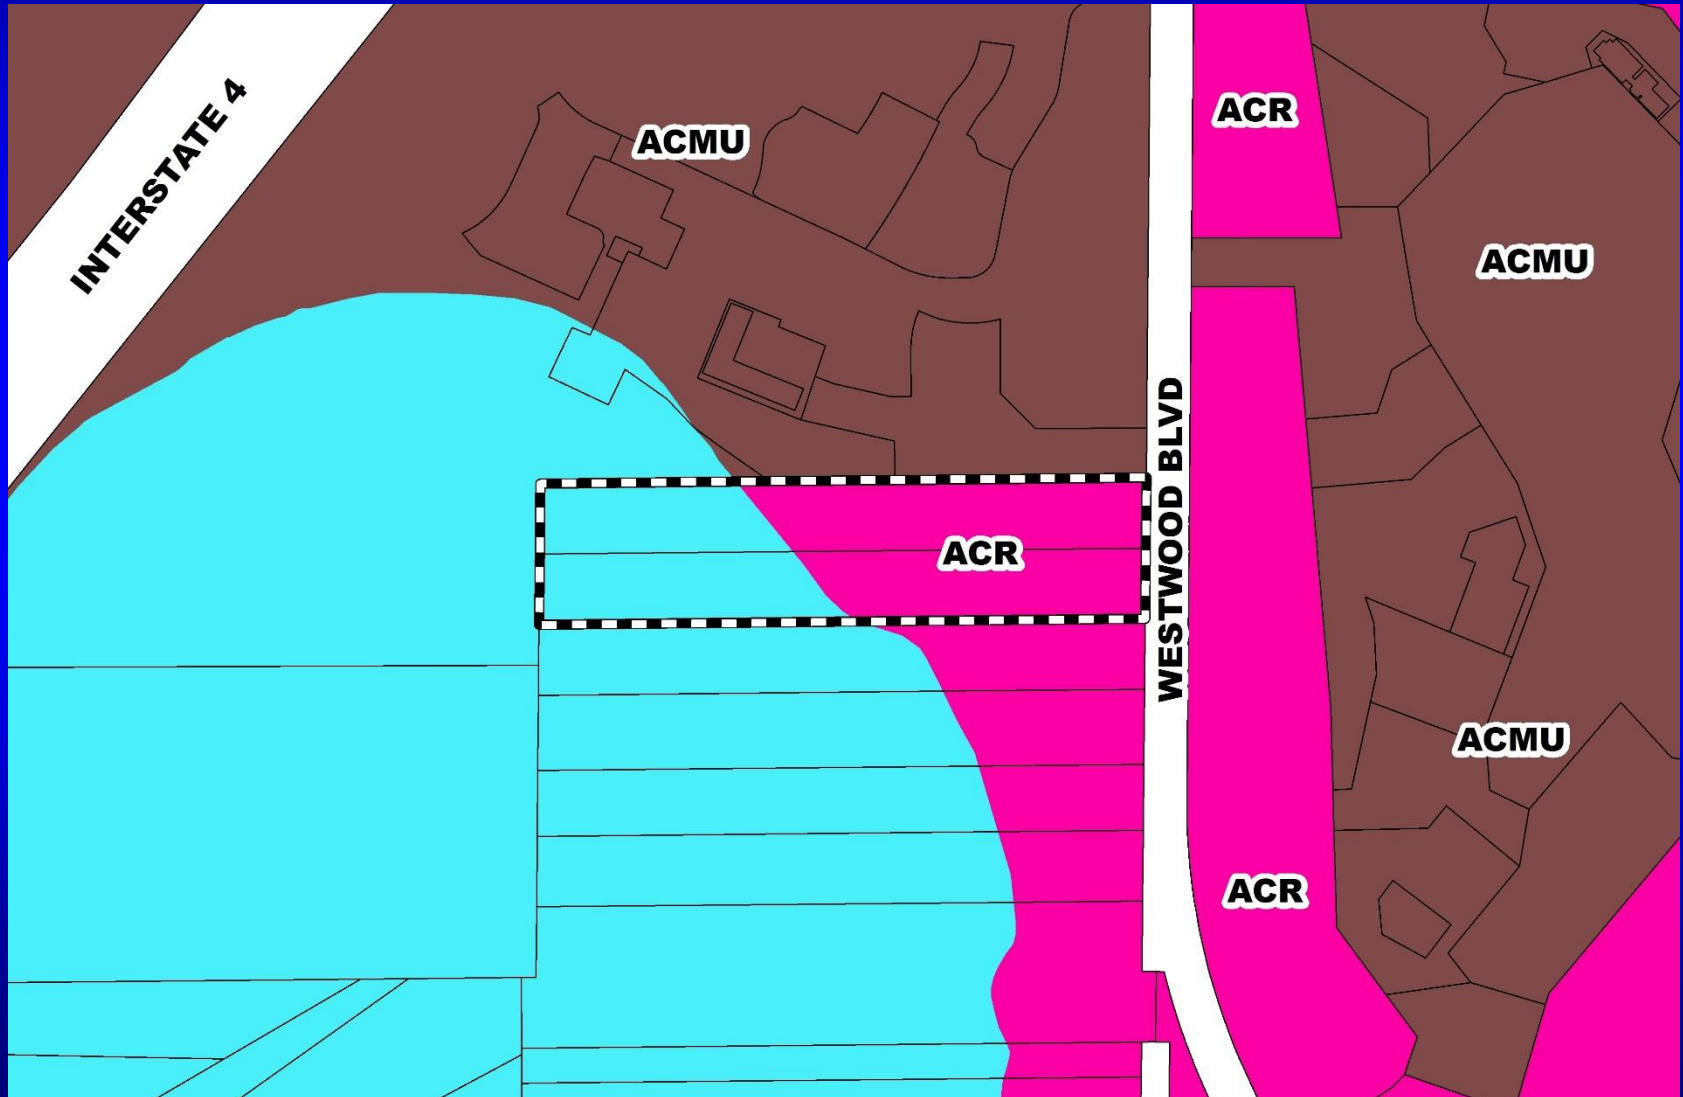 INTERSTATE 4
ACMU
ACR
ACMU
WESTWOOD BLVD
ACR
ACMU
ACR